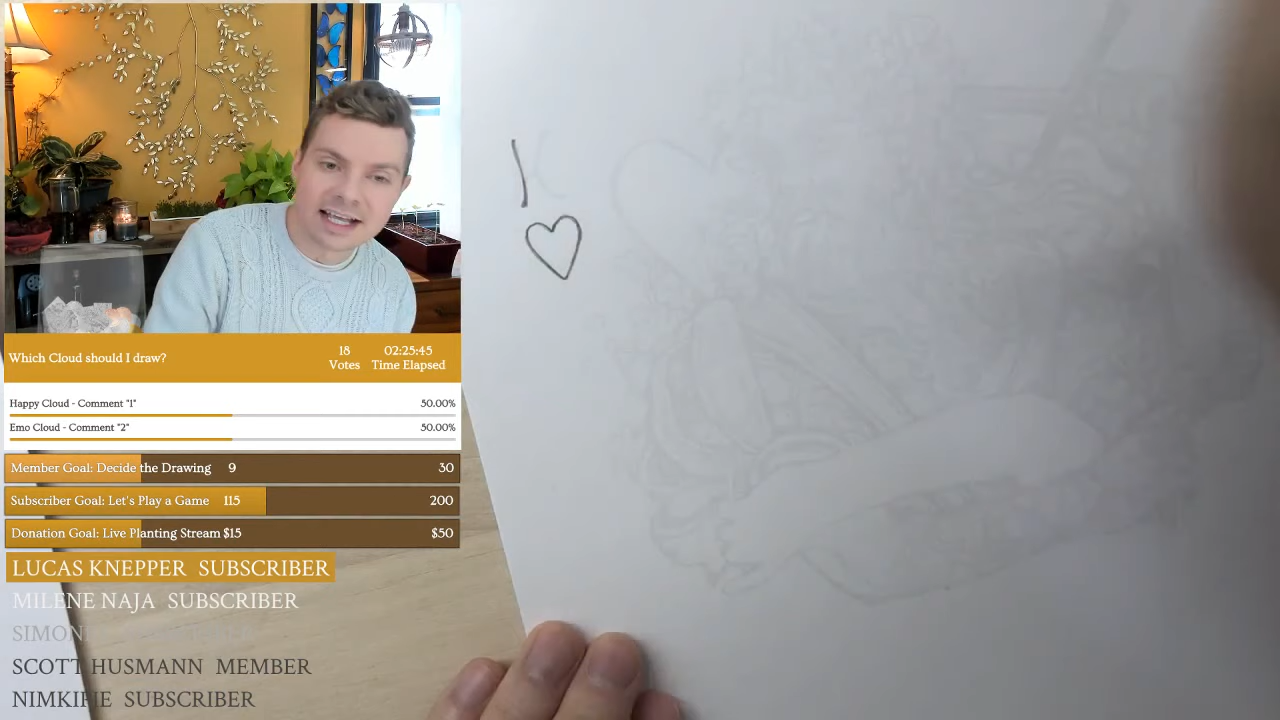 Which Cloud should I draw?
18
Votes
02:25:45
Time Elapsed
Happy Cloud - Comment "1"
50.00%
Emo Cloud - Comment "2"
50.00%
Member Goal: Decide the Drawing 9
30
Subscriber Goal: Let's Play a Game 115
200
Donation Goal: Live Planting Stream $15
$50
LUCAS KNEPPER SUBSCRIBER
MILENE NAJA SUBSCRIBER
SCOTT HUSMANN MEMBER
SUBSCRIBER
K